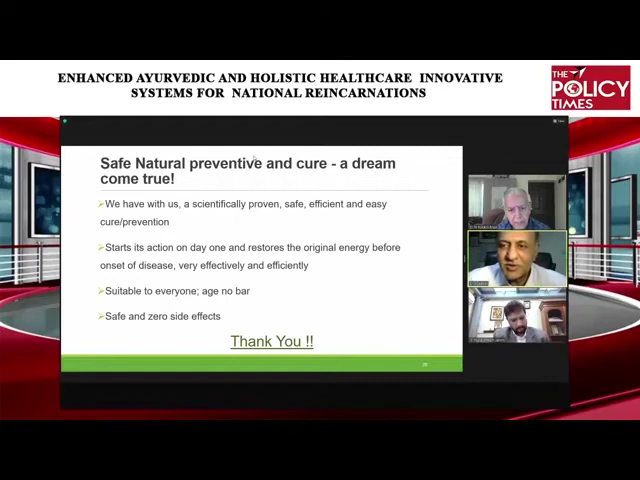 ENHANCED AYURVEDIC AND HOLISTIC HEALTHCARE INNOVATIVE
SYSTEMS FOR NATIONAL REINCARNATIONS
THE
POLICY
TIMES
Safe Natural preventive and cure - a dream
come true!
➢We have with us, a scientifically proven, safe, efficient and easy
cure/prevention
➢Starts its action on day one and restores the original energy before
onset of disease, very effectively and efficiently
➢Suitable to everyone; age no bar
➢Safe and zero side effects
Thank You !!